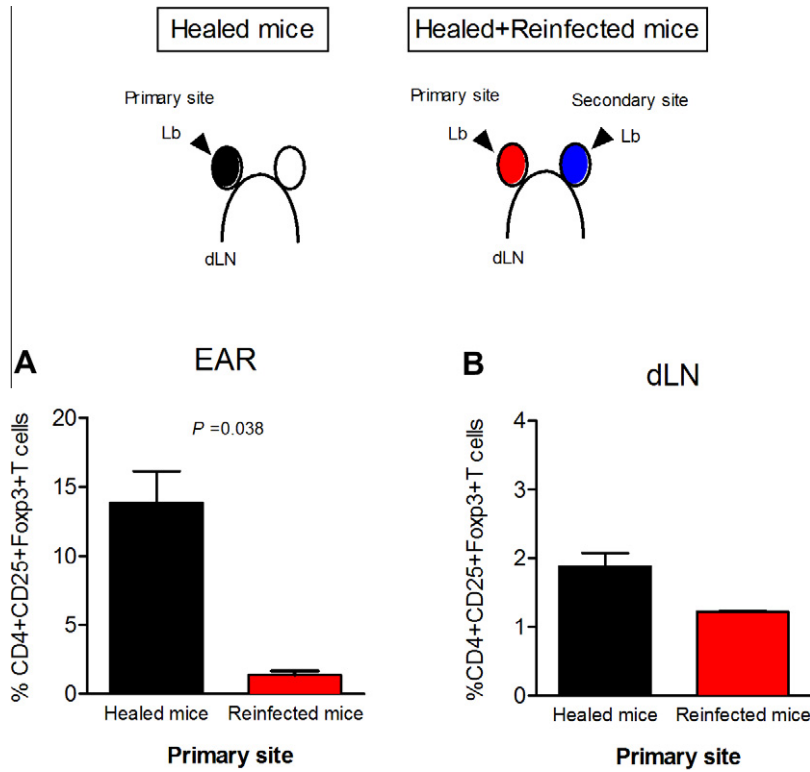 Healed mice
Healed+Reinfected mice
Primary site
Lb
dLN
Primary site
Secondary site
Lb
Lb
dLN
A
EAR
% CD4+CD25+Foxp3+T cells
20
15
10
5
0
P =0.038
Healed mice
Reinfected mice
Primary site
B
dLN
%CD4+CD25+Foxp3+T cells
4
3
2
1
0
Healed mice
Reinfected mice
Primary site